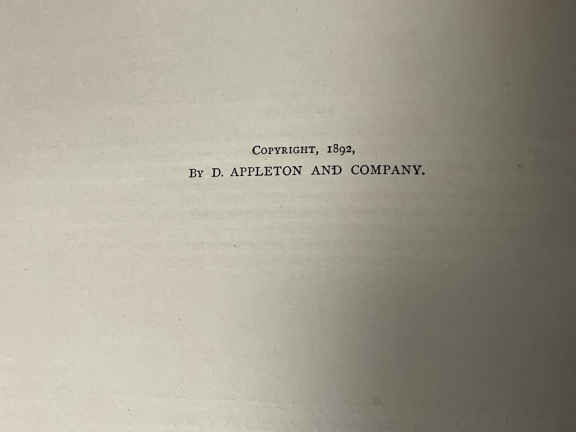 Copyright, 1892,
By D. APPLETON AND COMPANY.